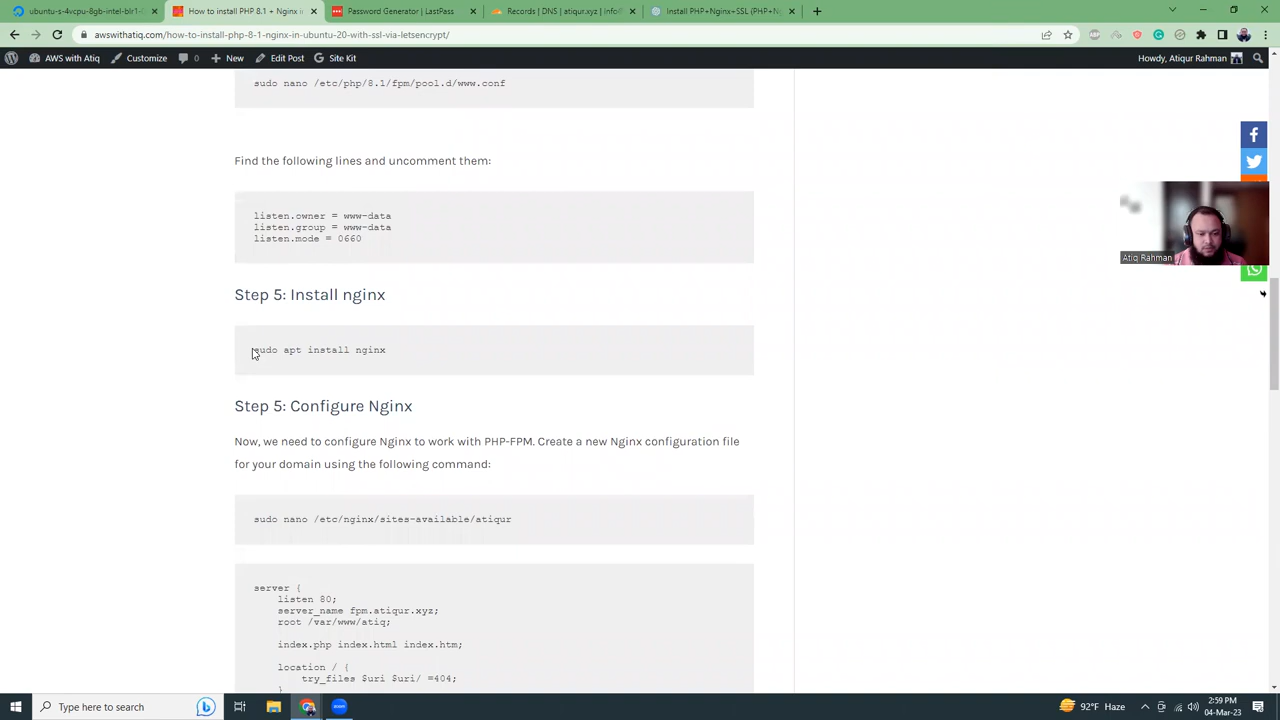 ubuntu-s-4vcpu-8gb-intel-blr1-0
How to install PHP 8.1 + Nginx i
Password Generator | LastPass
Records | DNS | atiqur.xyz | info
Install PHP+Nginx+SSL (PHP+N
awswithatiq.com/how-to-install-php-8-1-nginx-in-ubuntu-20-with-ssl-via-letsencrypt/
AWS with Atiq
Customize
0
New
Edit Post
Site Kit
Howdy, Atiqur Rahman
sudo nano /etc/php/8.1/fpm/pool.d/www.conf
Find the following lines and uncomment them:
listen.owner = www-data
listen.group = www-data
listen.mode = 0660
Atiq Rahman
Step 5: Install nginx
sudo apt install nginx
Step 5: Configure Nginx
Now, we need to configure Nginx to work with PHP-FPM. Create a new Nginx configuration file
for your domain using the following command:
sudo nano /etc/nginx/sites-available/atiqur
server {
listen 80;
server_name fpm.atiqur.xyz;
root /var/www/atiq;
index.php index.html index.htm;
location / {
try_files $uri $uri/ =404;
}
Type here to search
92°F Haze
2:59 PM
04-Mar-23